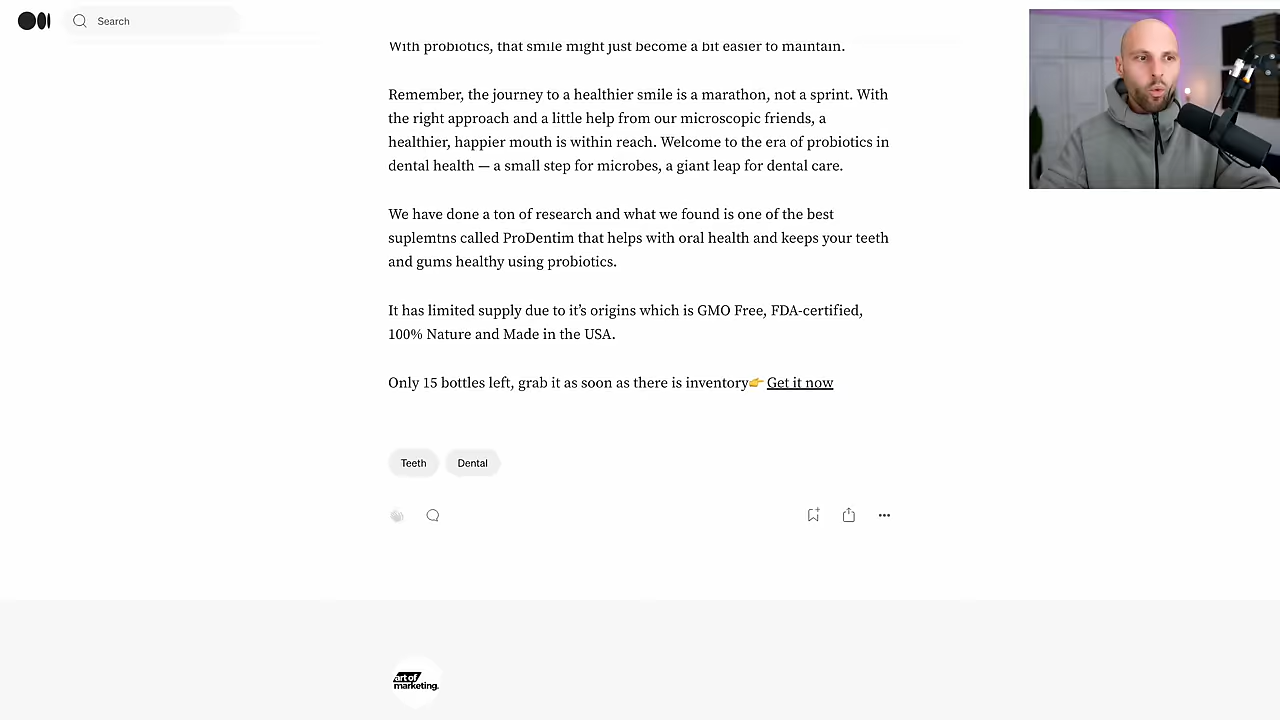 Search
With probiotics, that smile might just become a bit easier to maintain.
Remember, the journey to a healthier smile is a marathon, not a sprint. With
the right approach and a little help from our microscopic friends, a
healthier, happier mouth is within reach. Welcome to the era of probiotics in
dental health — a small step for microbes, a giant leap for dental care.
We have done a ton of research and what we found is one of the best
suplemtns called ProDentim that helps with oral health and keeps your teeth
and gums healthy using probiotics.
It has limited supply due to it’s origins which is GMO Free, FDA-certified,
100% Nature and Made in the USA.
Only 15 bottles left, grab it as soon as there is inventory👉 Get it now
Teeth
Dental
art of
marketing.